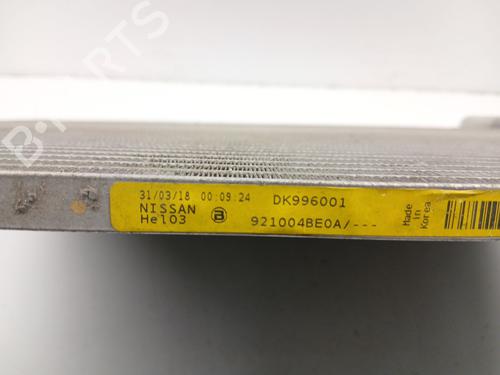 B-PARTS
31/03/18 00:09:24 DK996001
NISSAN B 921004BE0A/---
Hel03
Made in Korea